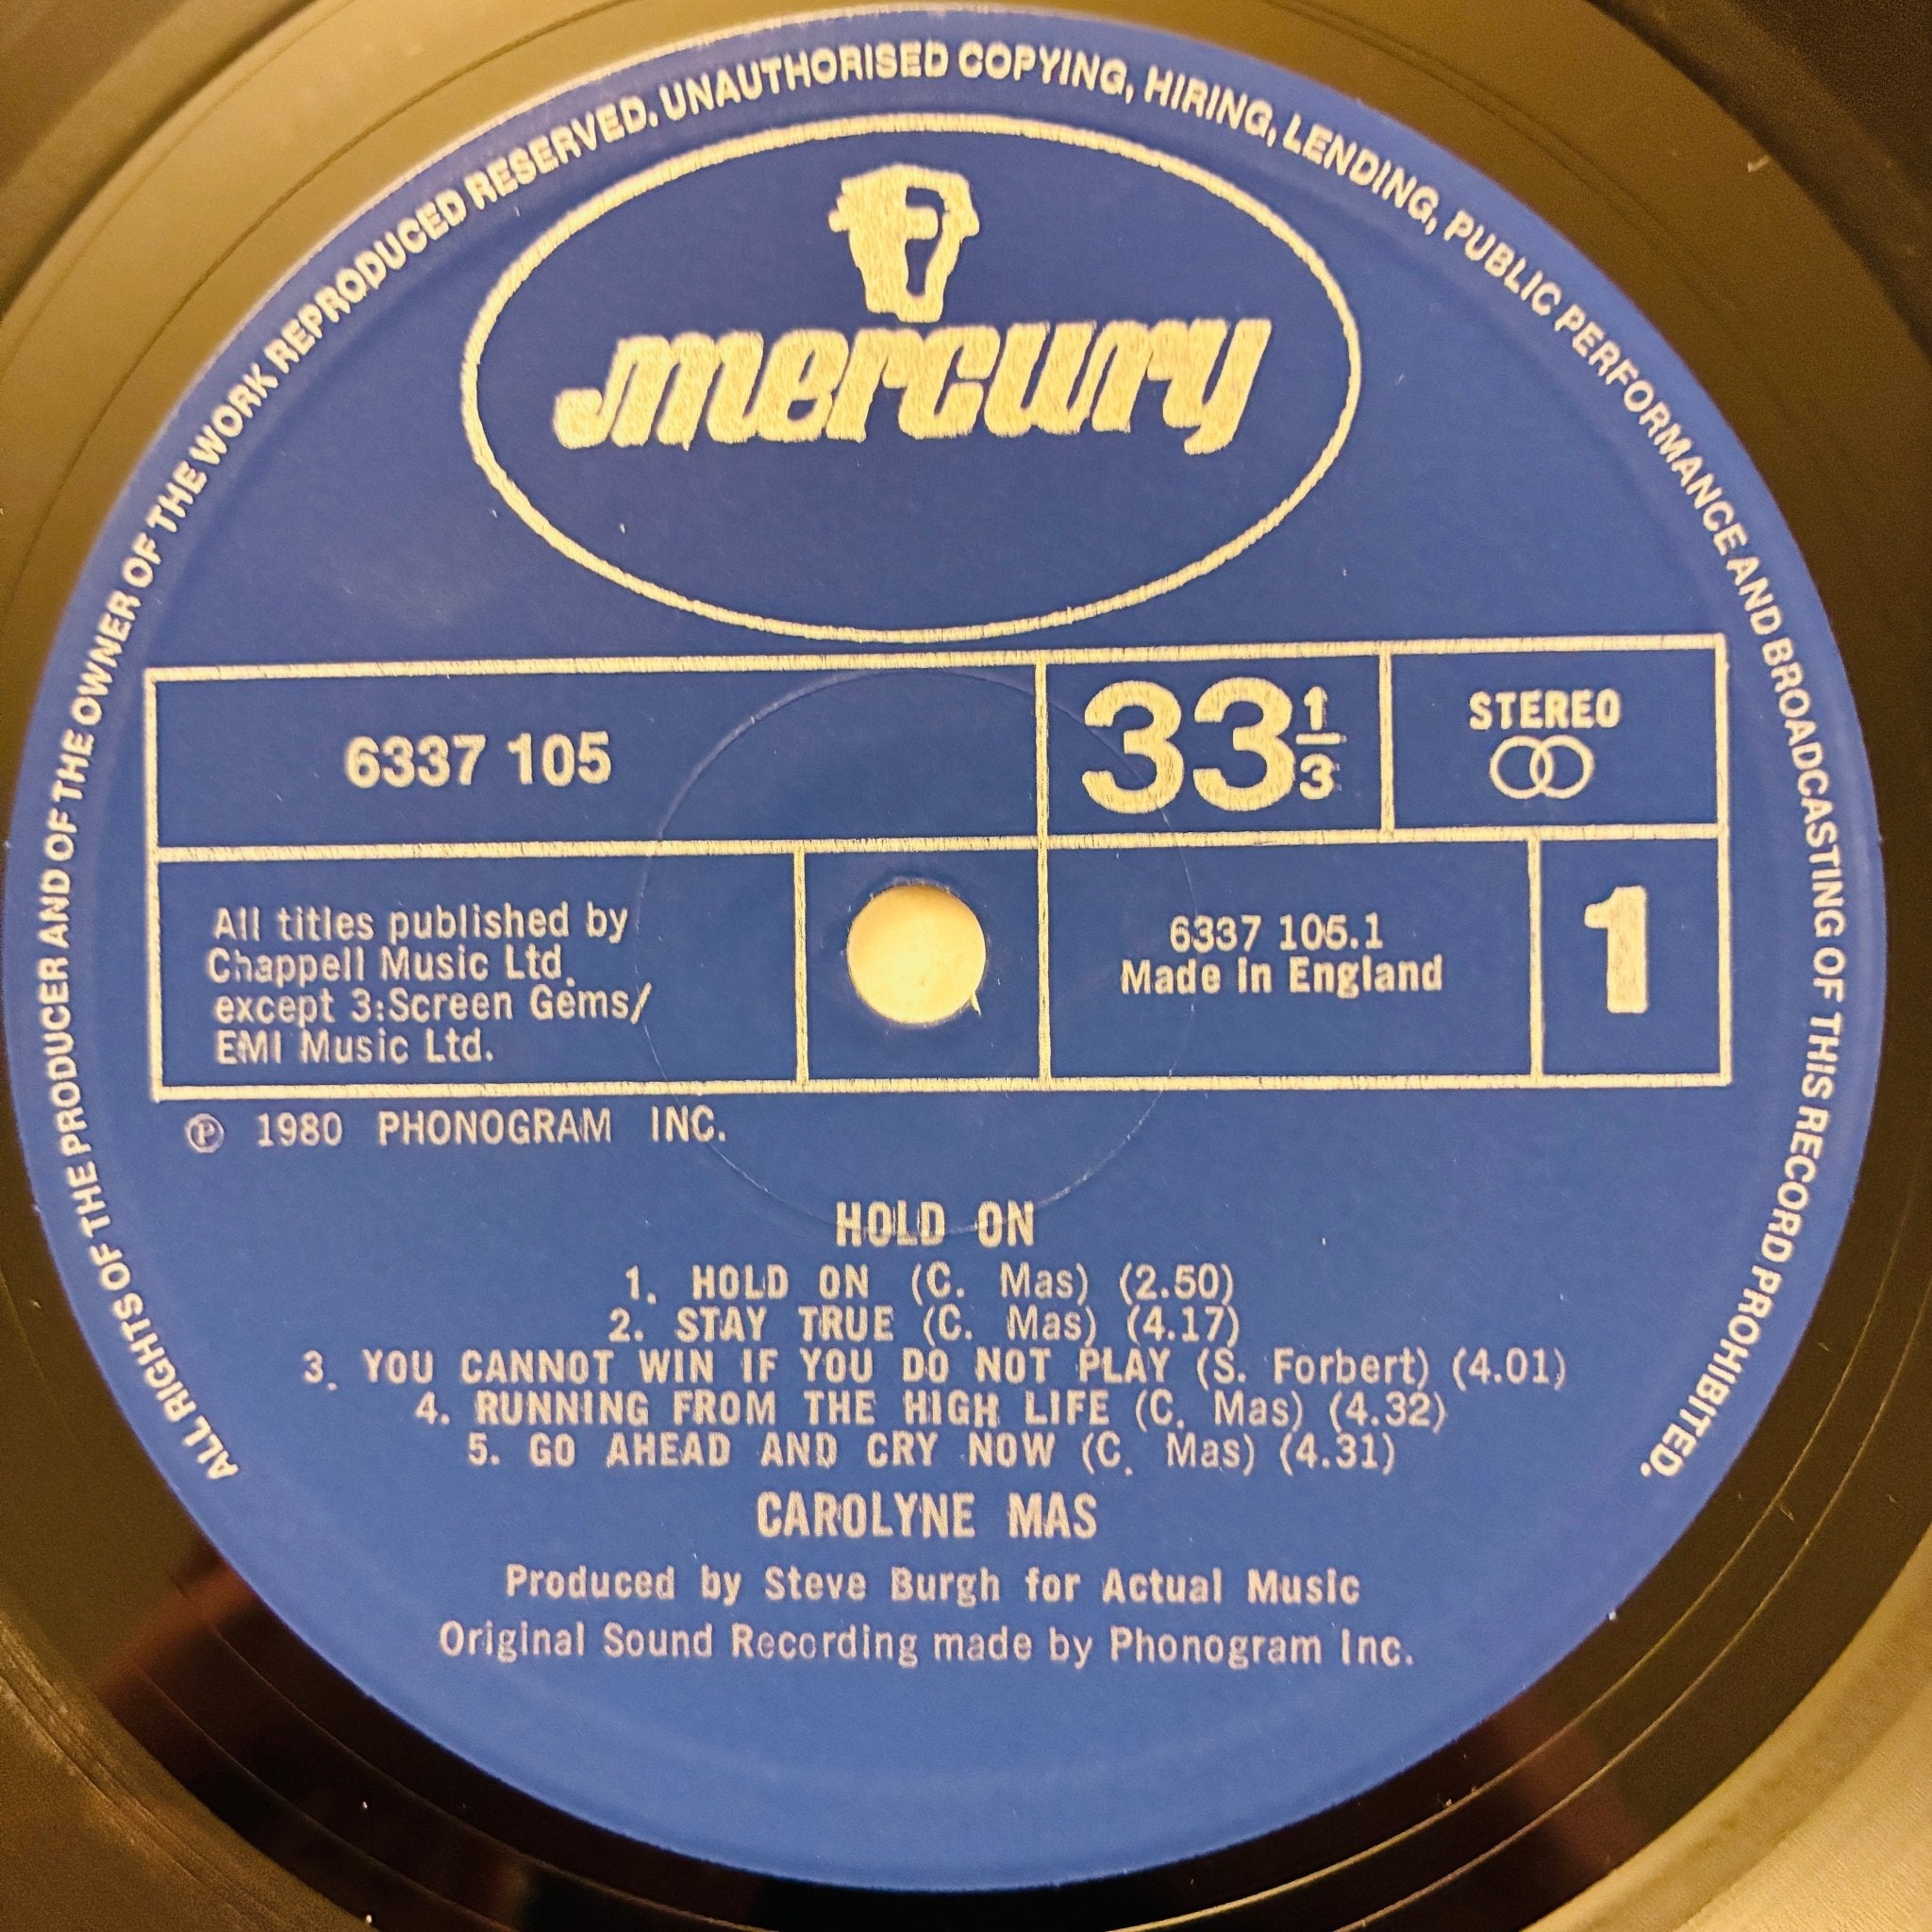 ALL RIGHTS OF THE PRODUCER AND OF THE OWNER OF THE WORK REPRODUCED RESERVED. UNAUTHORISED COPYING, HIRING, LENDING, PUBLIC PERFORMANCE AND BROADCASTING OF THIS RECORD PROHIBITED.
mercury
6337 105
33 1/3
STEREO
All titles published by
Chappell Music Ltd.
except 3:Screen Gems/
EMI Music Ltd.
6337 105.1
Made in England
1
℗ 1980 PHONOGRAM INC.
HOLD ON
1. HOLD ON (C. Mas) (2.50)
2. STAY TRUE (C. Mas) (4.17)
3. YOU CANNOT WIN IF YOU DO NOT PLAY (S. Forbert) (4.01)
4. RUNNING FROM THE HIGH LIFE (C. Mas) (4.32)
5. GO AHEAD AND CRY NOW (C. Mas) (4.31)
CAROLYNE MAS
Produced by Steve Burgh for Actual Music
Original Sound Recording made by Phonogram Inc.